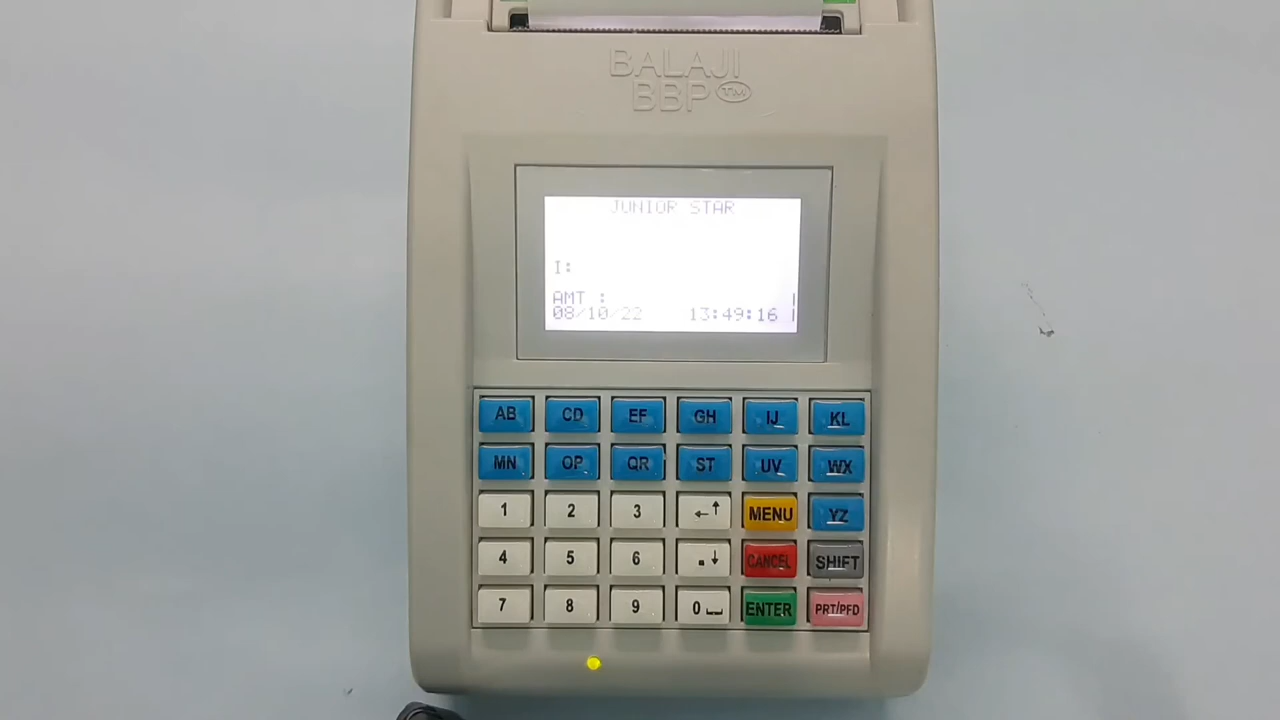 BALAJI
BBP TM
JUNIOR STAR
I:
AMT :
08/10/22 13:49:16
AB CD EF GH IJ KL
MN OP QR ST UV WX
1 2 3 ←↑ MENU YZ
4 5 6 .↓ CANCEL SHIFT
7 8 9 0 ENTER PRT/PFD